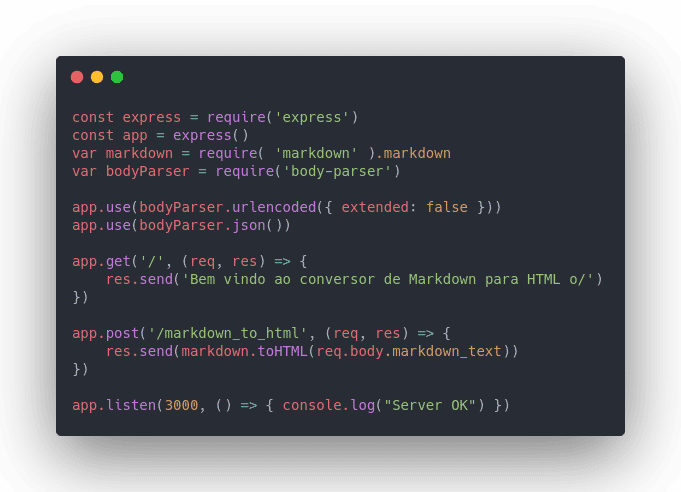 const express = require('express')
const app = express()
var markdown = require( 'markdown' ).markdown
var bodyParser = require('body-parser')

app.use(bodyParser.urlencoded({ extended: false }))
app.use(bodyParser.json())

app.get('/', (req, res) => {
    res.send('Bem vindo ao conversor de Markdown para HTML o/')
})

app.post('/markdown_to_html', (req, res) => {
    res.send(markdown.toHTML(req.body.markdown_text))
})

app.listen(3000, () => { console.log("Server OK") })